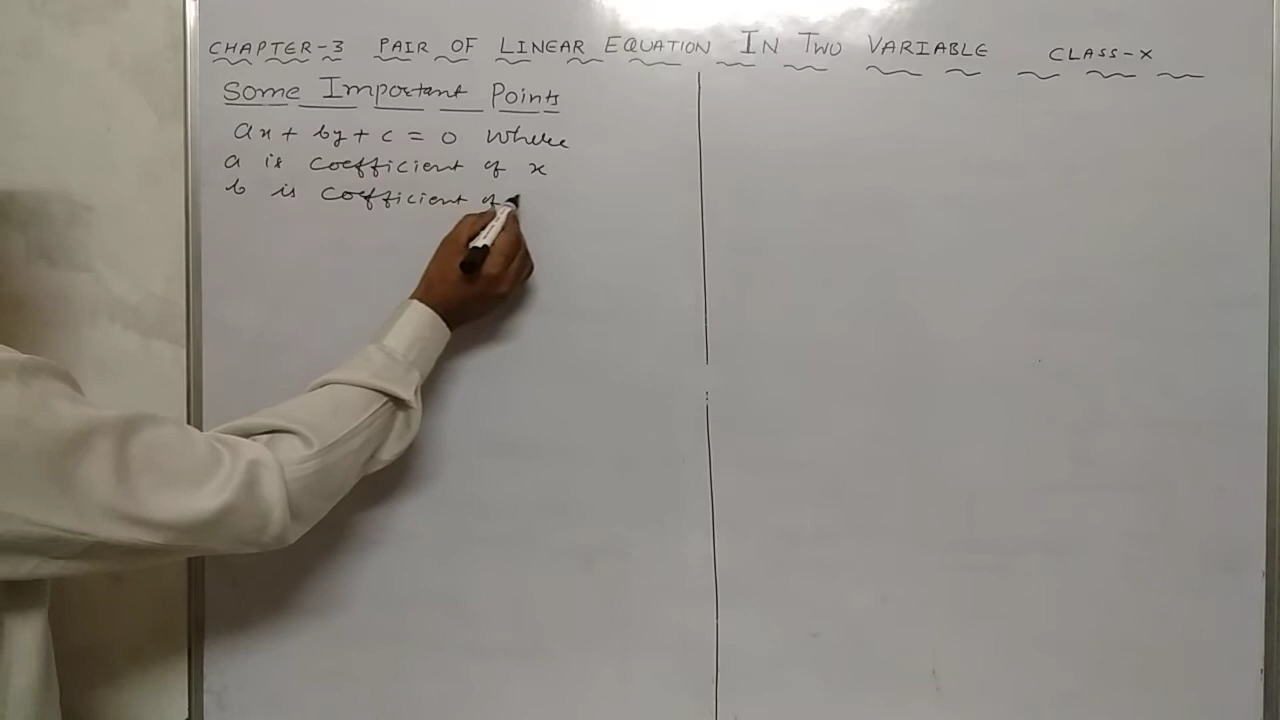 CHAPTER-3 PAIR OF LINEAR EQUATION IN TWO VARIABLE CLASS-X
Some Important Points
ax + by + c = 0 where
a is coefficient of x
b is coefficient of